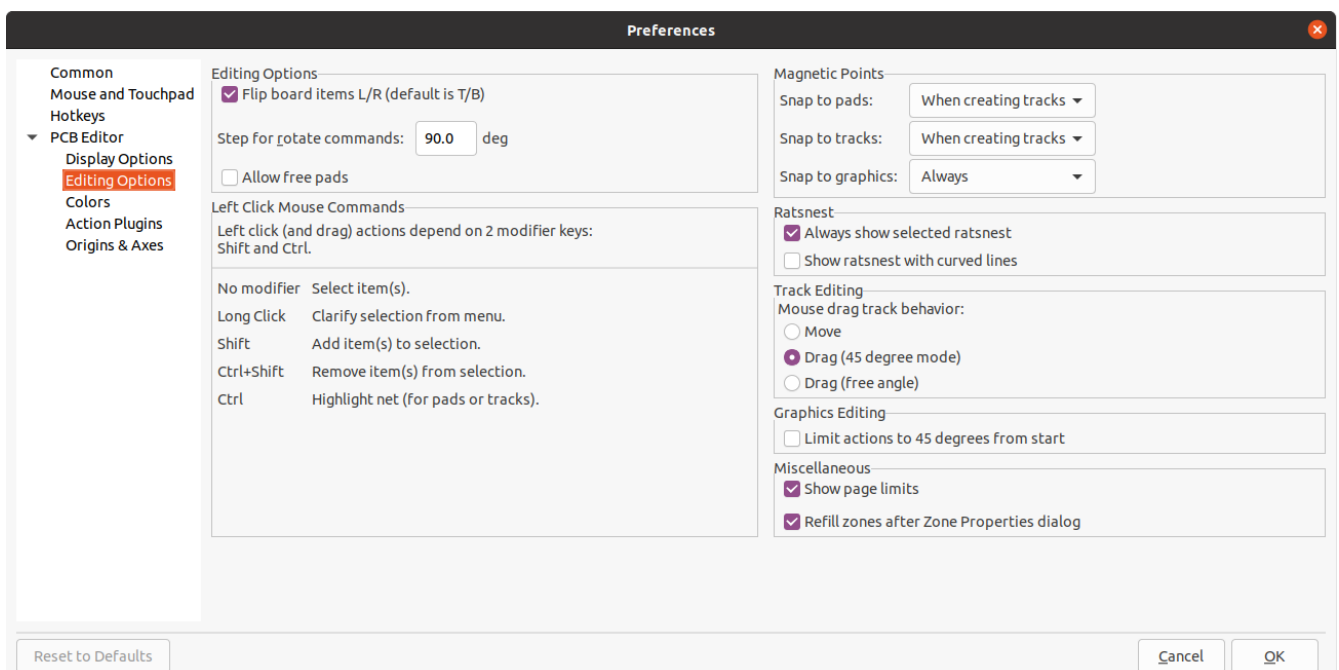 Preferences
Common
Mouse and Touchpad
Hotkeys
PCB Editor
Display Options
Editing Options
Colors
Action Plugins
Origins & Axes
Editing Options
Flip board items L/R (default is T/B)
Step for rotate commands: 90.0 deg
Allow free pads
Left Click Mouse Commands
Left click (and drag) actions depend on 2 modifier keys:
Shift and Ctrl.
No modifier Select item(s).
Long Click Clarify selection from menu.
Shift Add item(s) to selection.
Ctrl+Shift Remove item(s) from selection.
Ctrl Highlight net (for pads or tracks).
Magnetic Points
Snap to pads: When creating tracks
Snap to tracks: When creating tracks
Snap to graphics: Always
Ratsnest
Always show selected ratsnest
Show ratsnest with curved lines
Track Editing
Mouse drag track behavior:
Move
Drag (45 degree mode)
Drag (free angle)
Graphics Editing
Limit actions to 45 degrees from start
Miscellaneous
Show page limits
Refill zones after Zone Properties dialog
Reset to Defaults
Cancel
OK